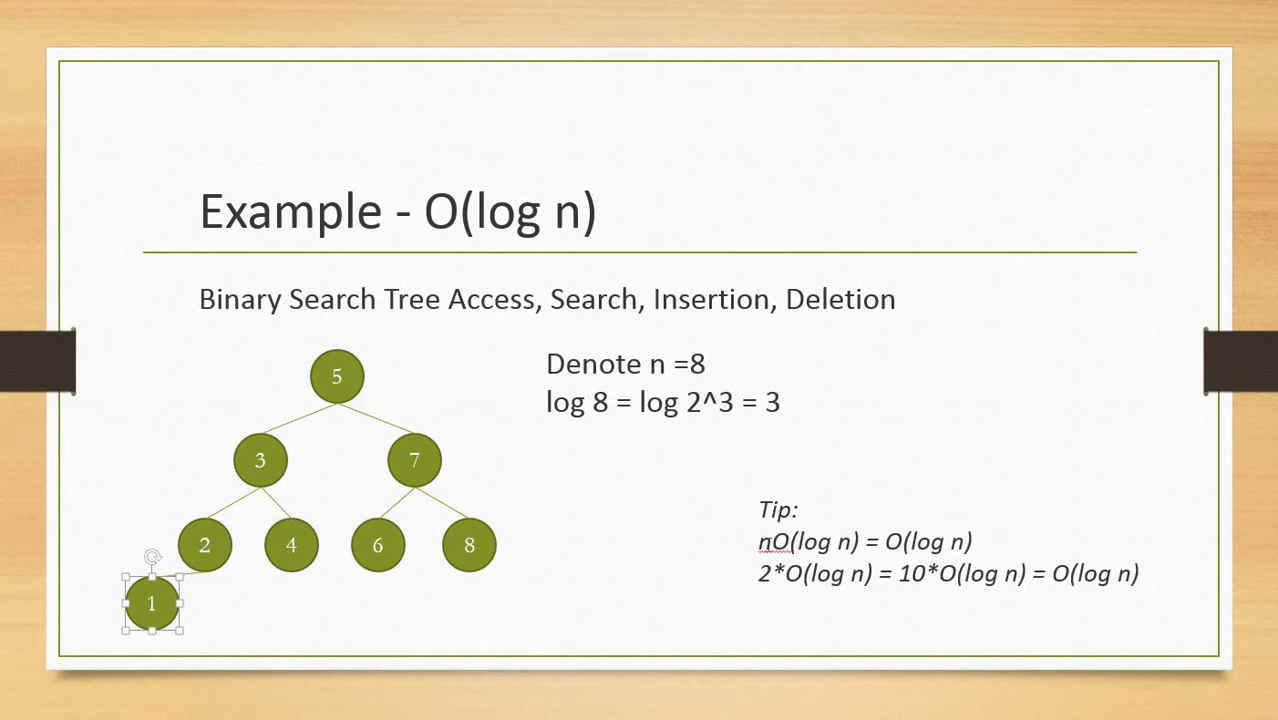 Example - O(log n)
Binary Search Tree Access, Search, Insertion, Deletion
Denote n =8
log 8 = log 2^3 = 3
5
3
7
2
4
6
8
1
Tip:
nO(log n) = O(log n)
2*O(log n) = 10*O(log n) = O(log n)